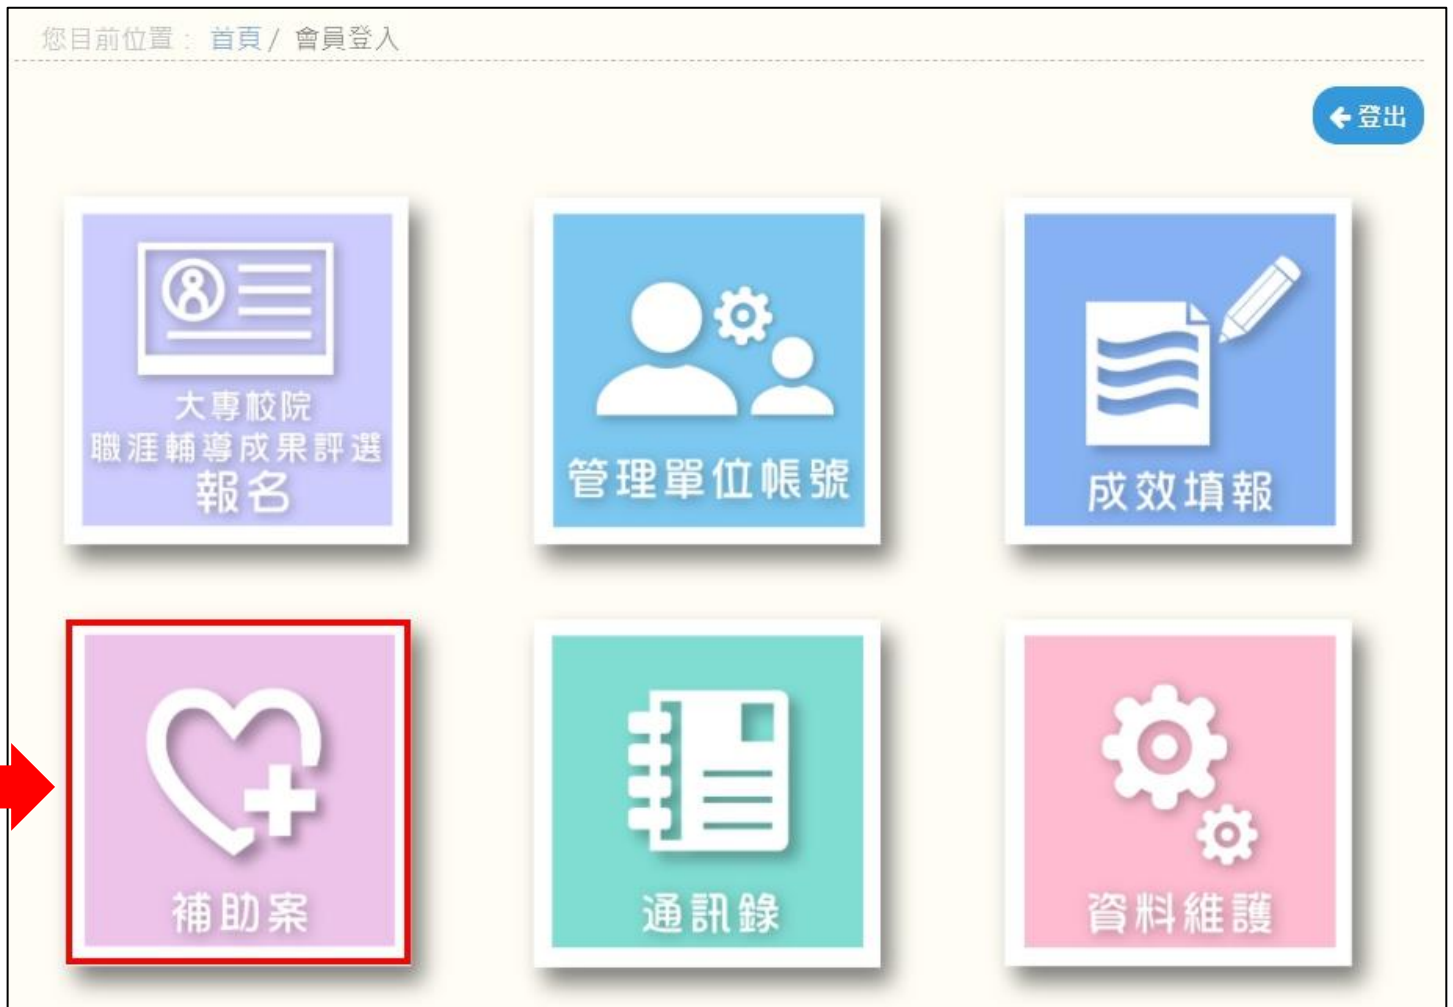 您目前位置： 首頁 / 會員登入
登出
大專校院
職涯輔導成果評選
報名
管理單位帳號
成效填報
補助案
通訊錄
資料維護